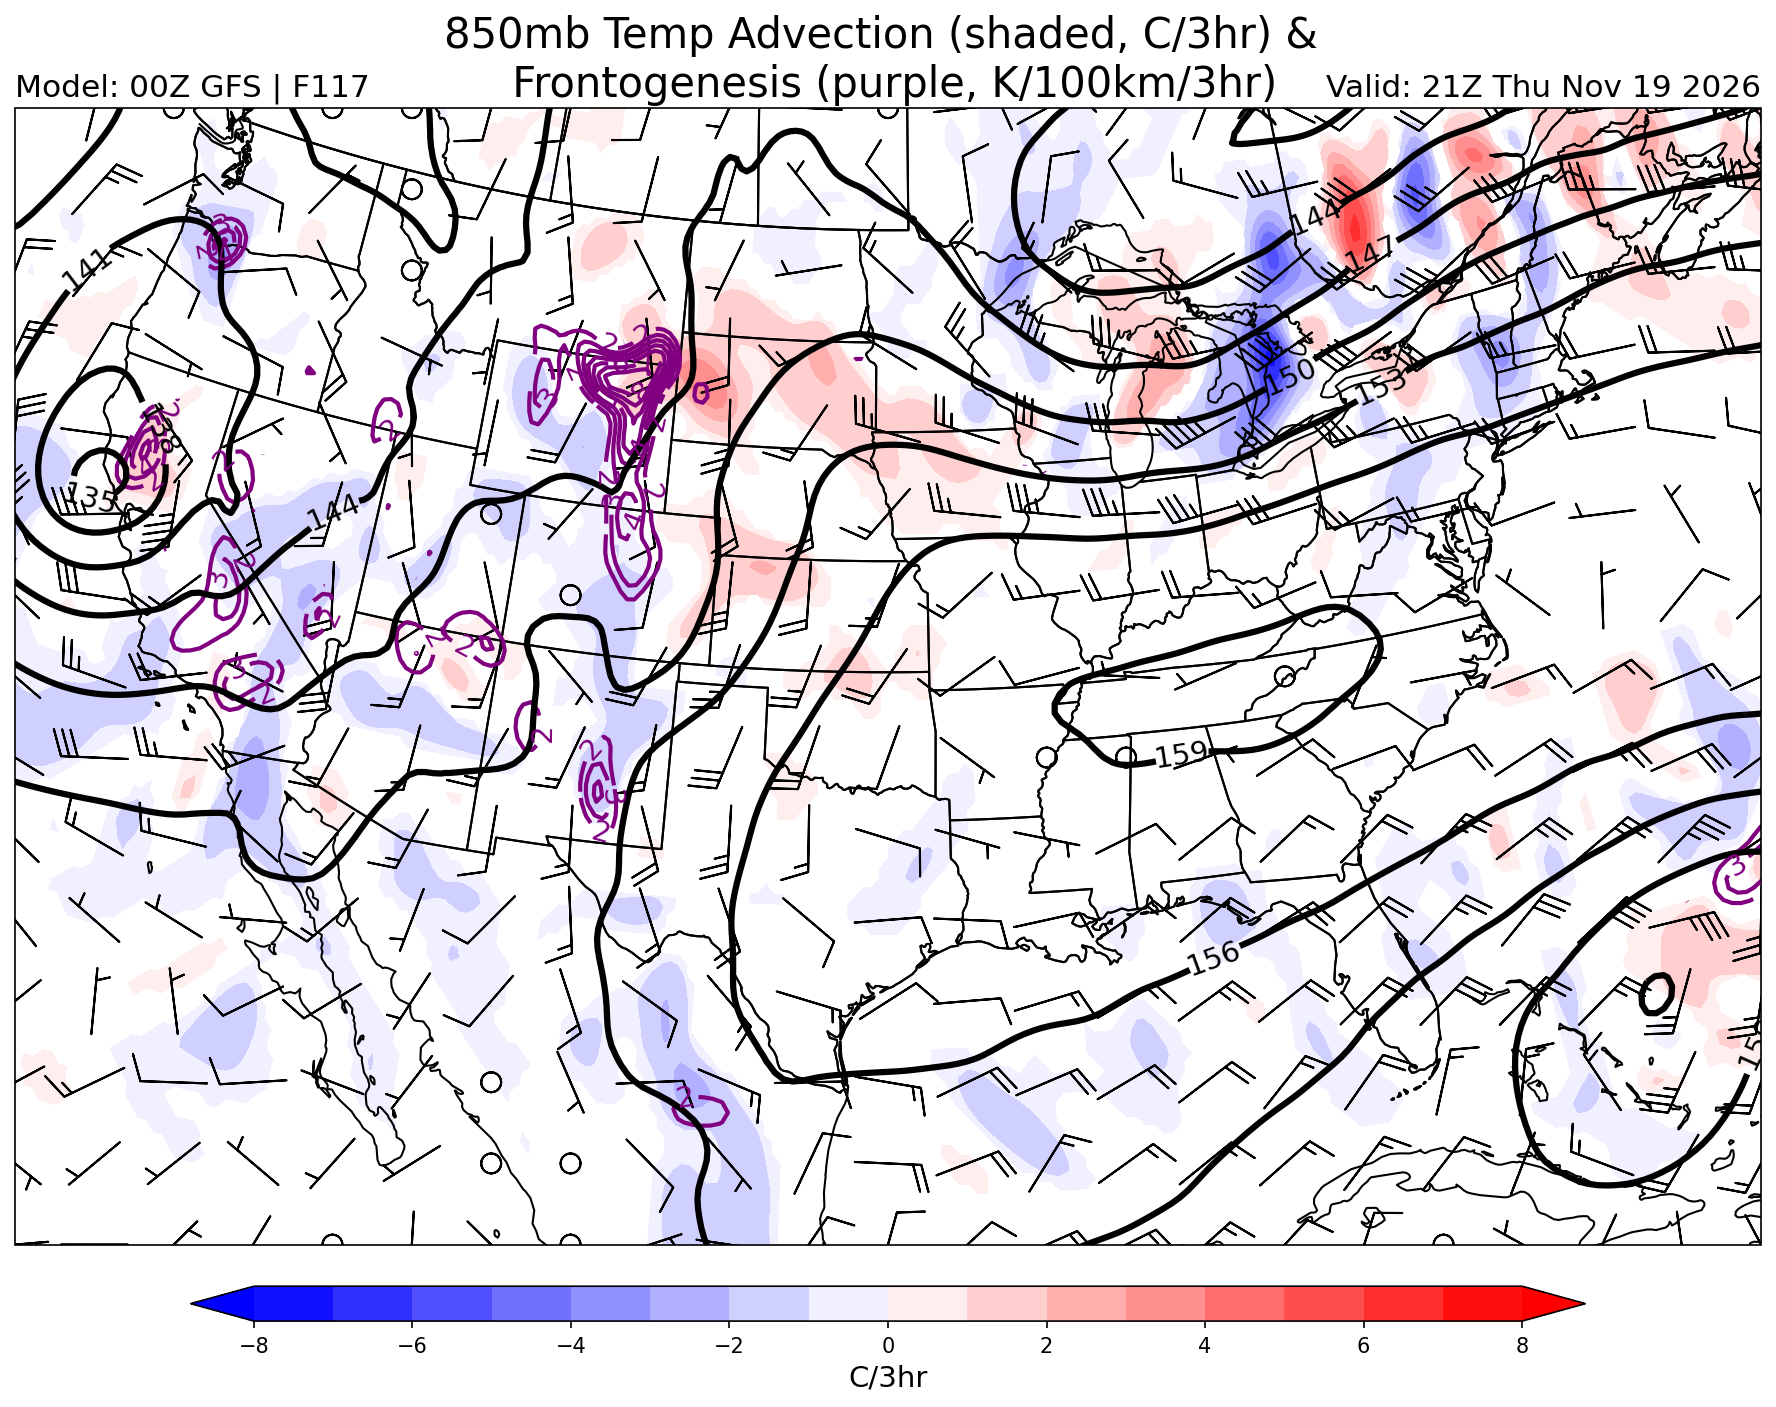 850mb Temp Advection (shaded, C/3hr) &
Model: 00Z GFS | F117
Frontogenesis (purple, K/100km/3hr)
Valid: 21Z Thu Nov 19 2026
141
144
147
150
153
135
144
159
156
3
2
−8 −6 −4 −2 0 2 4 6 8
C/3hr